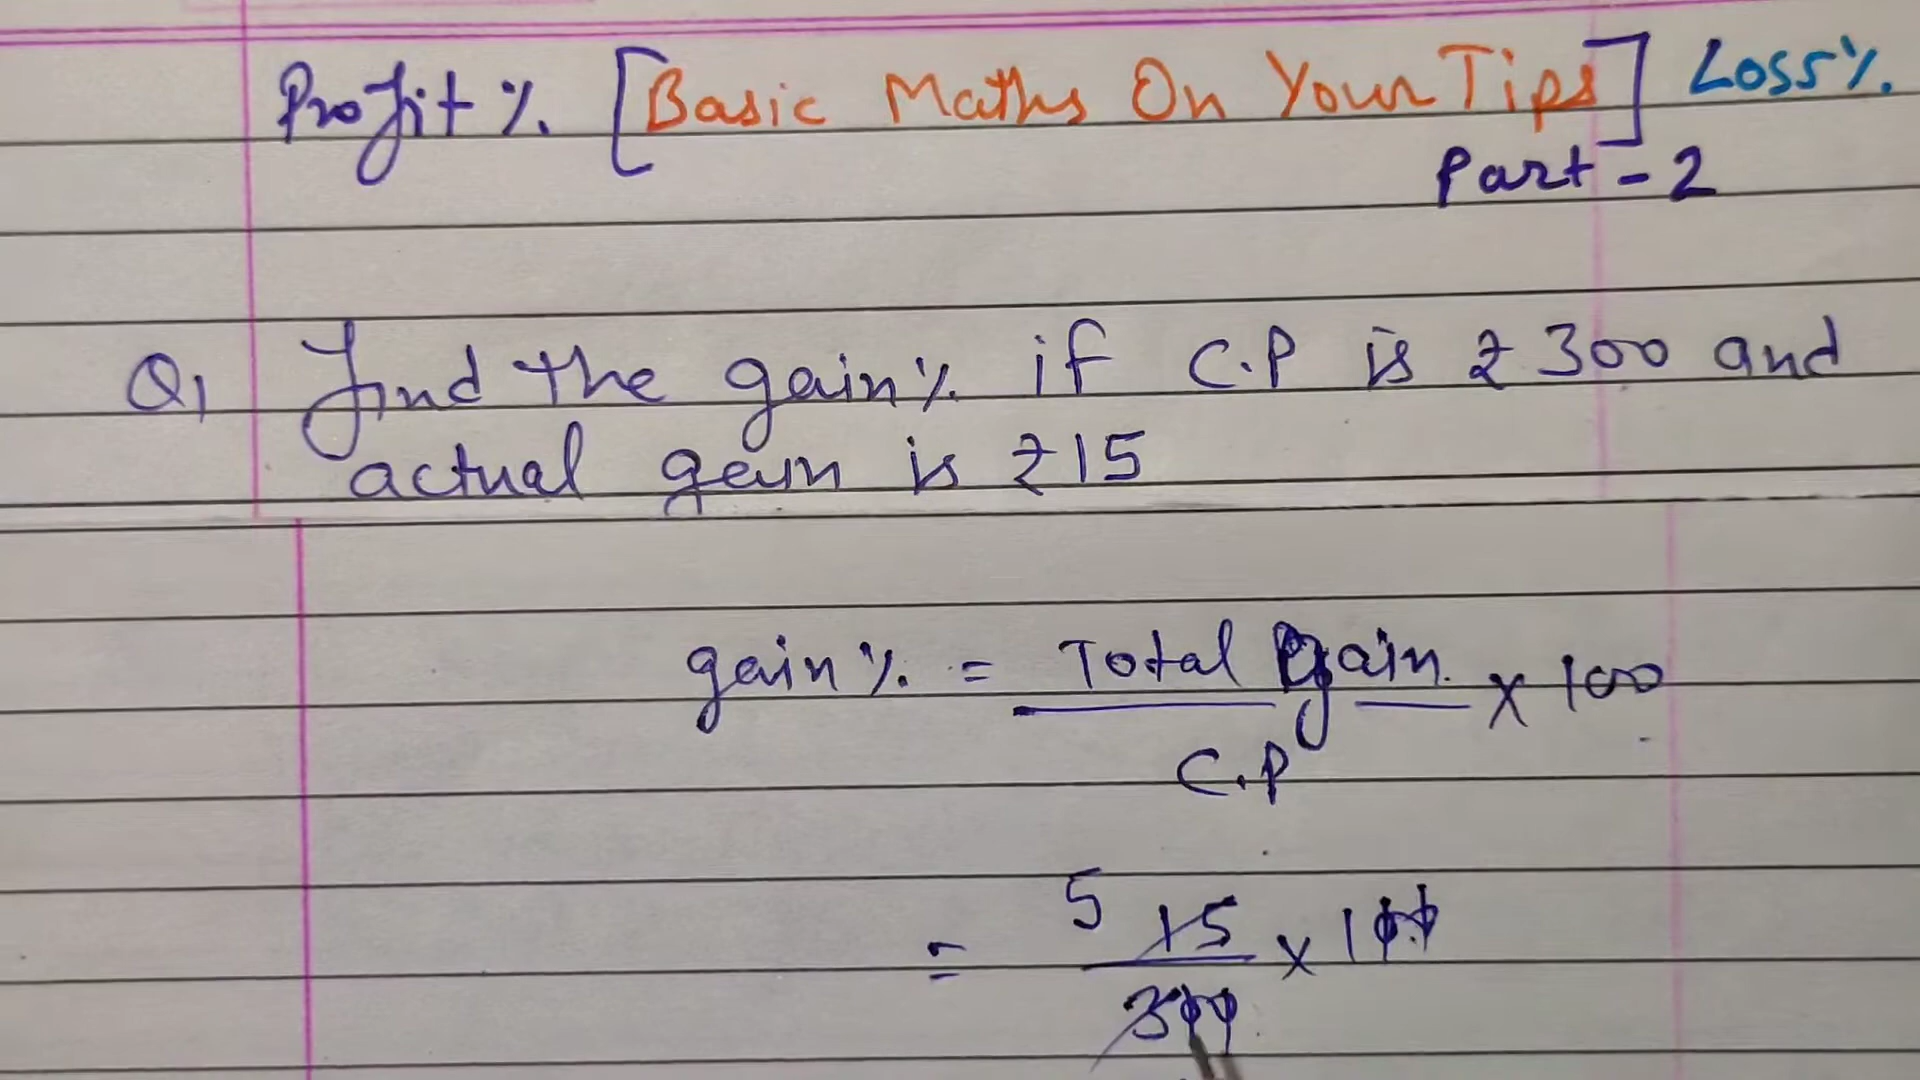 Profit %. [Basic Maths On Your Tips] Loss %.
Part - 2
Q1 find the gain %. if C.P is ₹ 300 and
actual gain is ₹15
gain %. = Total gain. x 100
C.P
5 15
= x 100
300